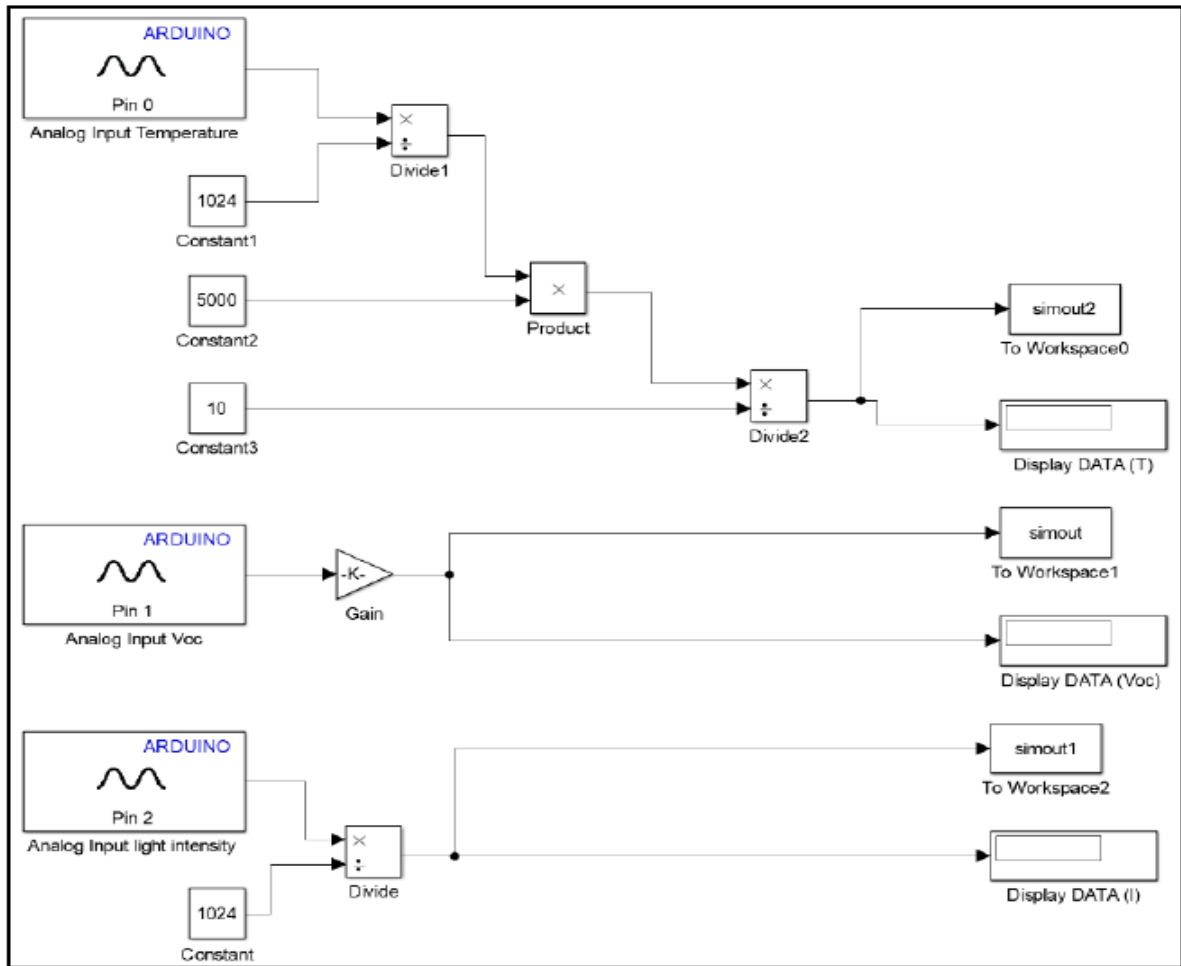 ARDUINO
Pin 0
Analog Input Temperature
×
÷
Divide1
1024
Constant1
5000
Constant2
×
Product
simout2
To Workspace0
10
Constant3
×
÷
Divide2
Display DATA (T)
ARDUINO
Pin 1
Analog Input Voc
-K-
Gain
simout
To Workspace1
Display DATA (Voc)
ARDUINO
Pin 2
Analog Input light intensity
×
÷
Divide
1024
Constant
simout1
To Workspace2
Display DATA (I)